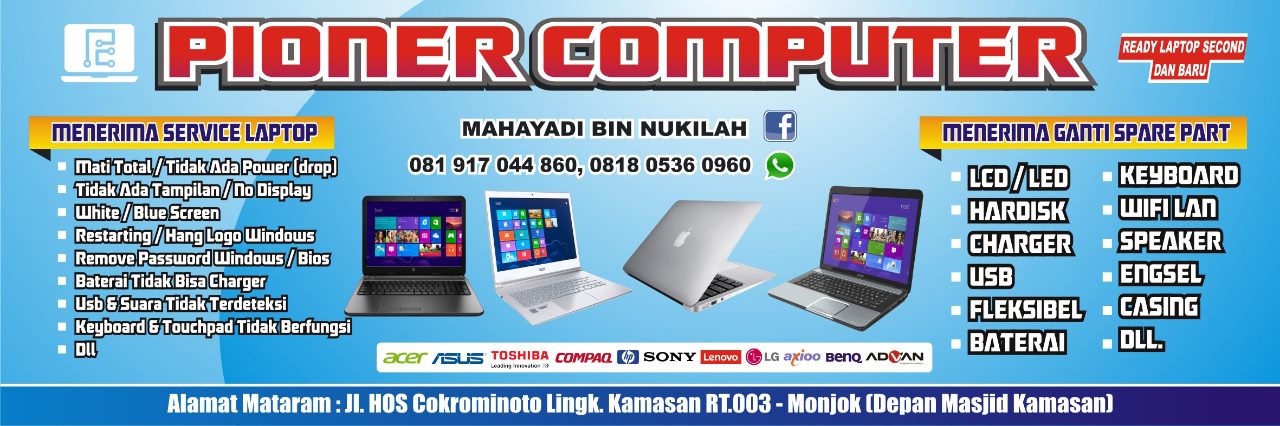 PIONER COMPUTER
READY LAPTOP SECOND
DAN BARU
MENERIMA SERVICE LAPTOP
Mati Total / Tidak Ada Power (drop)
Tidak Ada Tampilan / No Display
White / Blue Screen
Restarting / Hang Logo Windows
Remove Password Windows / Bios
Baterai Tidak Bisa Charger
Usb & Suara Tidak Terdeteksi
Keyboard & Touchpad Tidak Berfungsi
Dll
MAHAYADI BIN NUKILAH
081 917 044 860, 0818 0536 0960
MENERIMA GANTI SPARE PART
LCD / LED
HARDISK
CHARGER
USB
FLEKSIBEL
BATERAI
KEYBOARD
WIFI LAN
SPEAKER
ENGSEL
CASING
DLL.
acer ASUS TOSHIBA COMPAQ hp SONY Lenovo LG axioo BenQ ADVAN
Leading Innovation
Alamat Mataram : Jl. HOS Cokrominoto Lingk. Kamasan RT.003 - Monjok (Depan Masjid Kamasan)